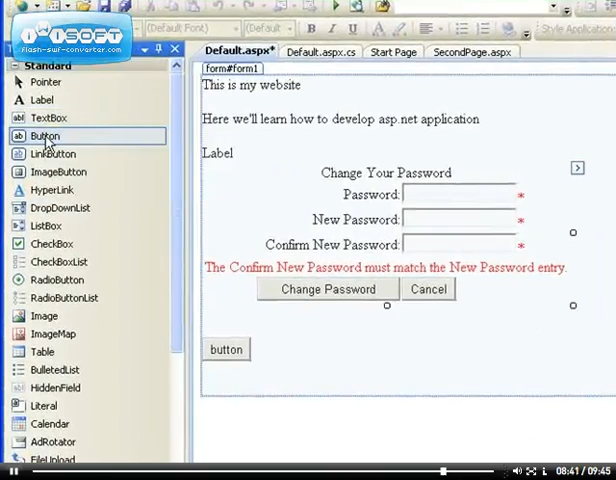 SOFT
flash-swf-converter.com
(Default Font)
(Default
B I U
Style Application:
Default.aspx*
Default.aspx.cs
Start Page
SecondPage.aspx
Standard
form#form1
Pointer
Label
TextBox
Button
LinkButton
ImageButton
HyperLink
DropDownList
ListBox
CheckBox
CheckBoxList
RadioButton
RadioButtonList
Image
ImageMap
Table
BulletedList
HiddenField
Literal
Calendar
AdRotator
FileUpload
This is my website
Here we'll learn how to develop asp.net application
Label
Change Your Password
Password: *
New Password: *
Confirm New Password: *
The Confirm New Password must match the New Password entry.
Change Password Cancel
button
08:41 / 09:45